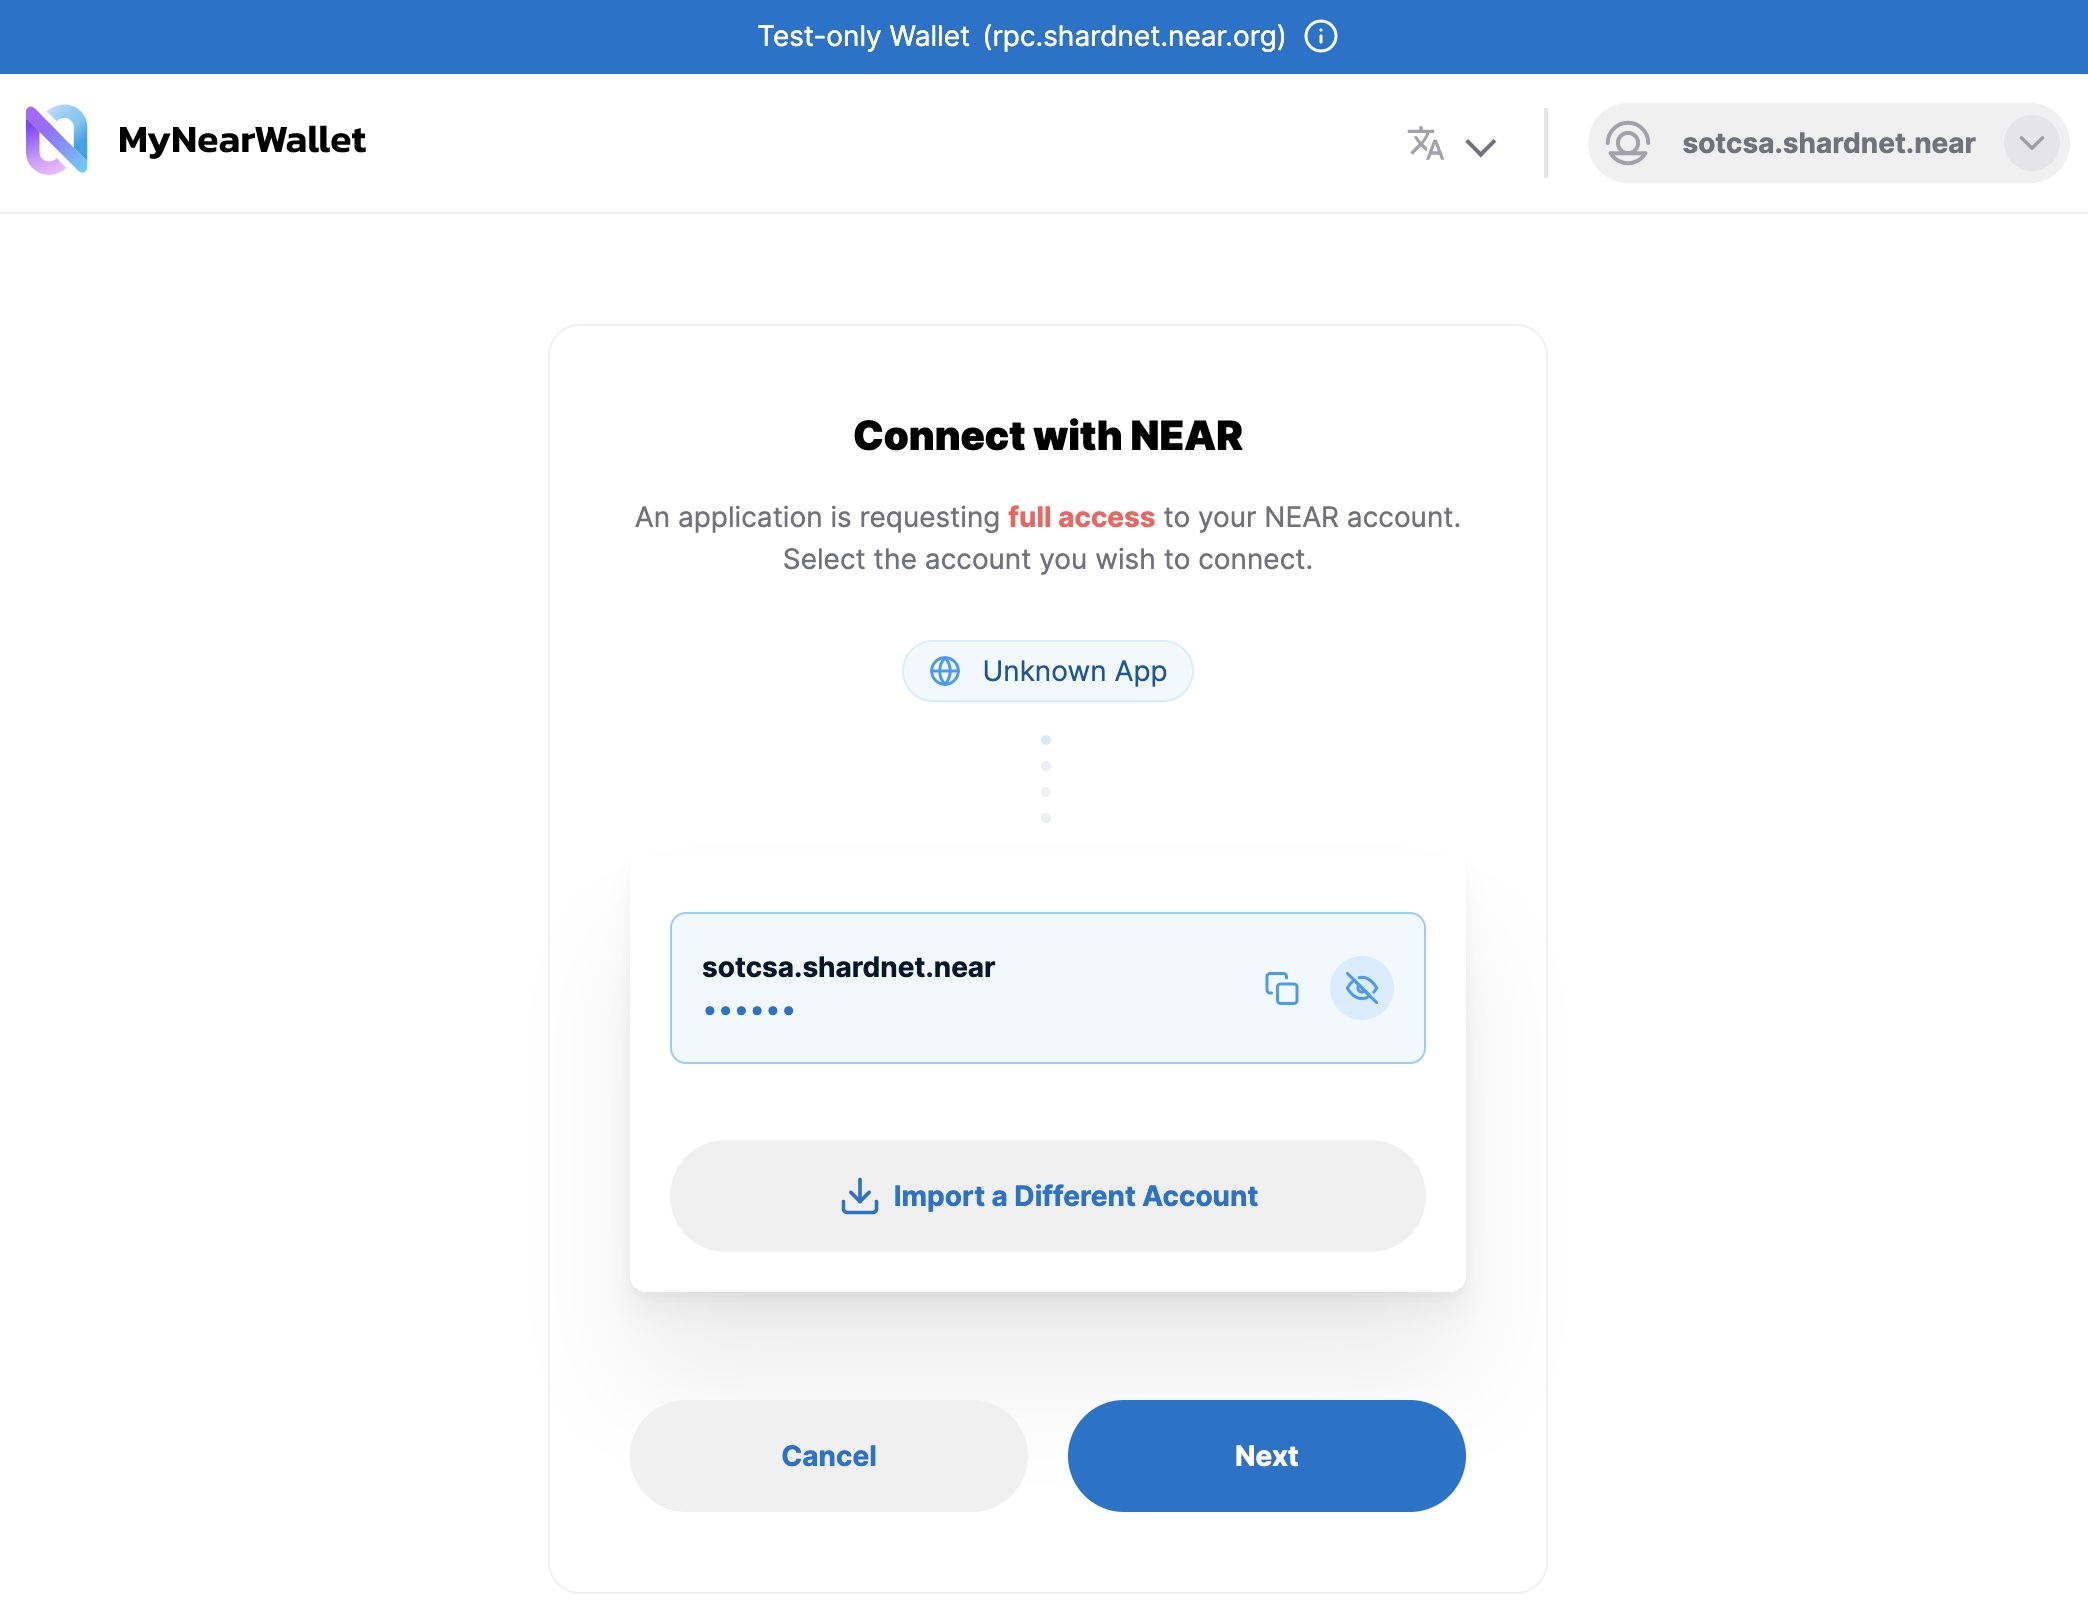 Test-only Wallet (rpc.shardnet.near.org)
MyNearWallet
sotcsa.shardnet.near
Connect with NEAR
An application is requesting full access to your NEAR account.
Select the account you wish to connect.
Unknown App
sotcsa.shardnet.near
••••••
Import a Different Account
Cancel
Next